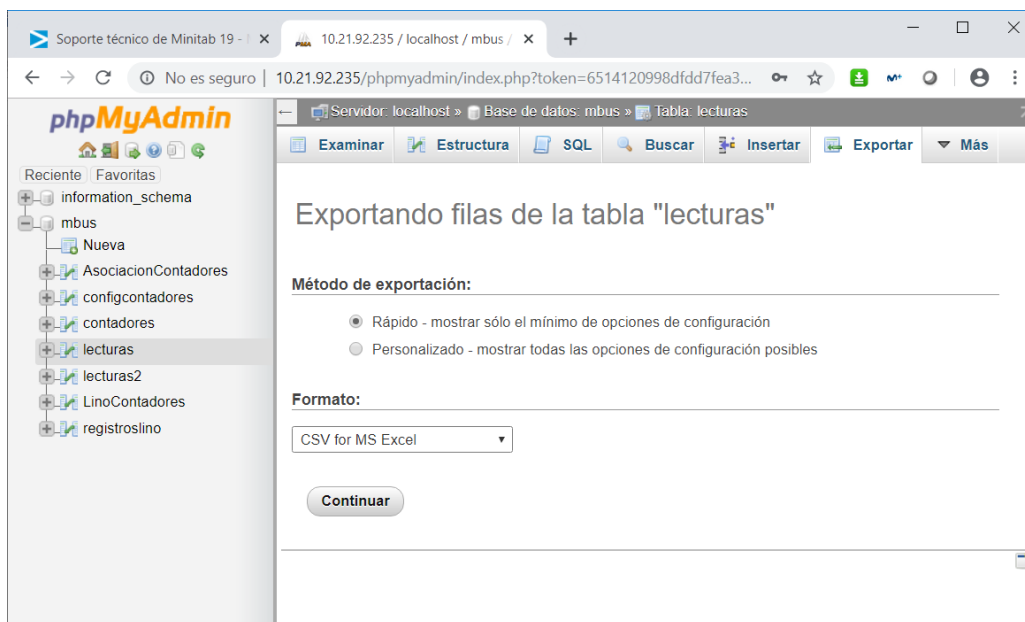 Soporte técnico de Minitab 19 -
10.21.92.235 / localhost / mbus /
No es seguro | 10.21.92.235/phpmyadmin/index.php?token=6514120998dfdd7fea3...
phpMyAdmin
Reciente Favoritas
information_schema
mbus
Nueva
AsociacionContadores
configcontadores
contadores
lecturas
lecturas2
LinoContadores
registroslino
Servidor: localhost » Base de datos: mbus » Tabla: lecturas
Examinar Estructura SQL Buscar Insertar Exportar Más
Exportando filas de la tabla "lecturas"
Método de exportación:
Rápido - mostrar sólo el mínimo de opciones de configuración
Personalizado - mostrar todas las opciones de configuración posibles
Formato:
CSV for MS Excel
Continuar